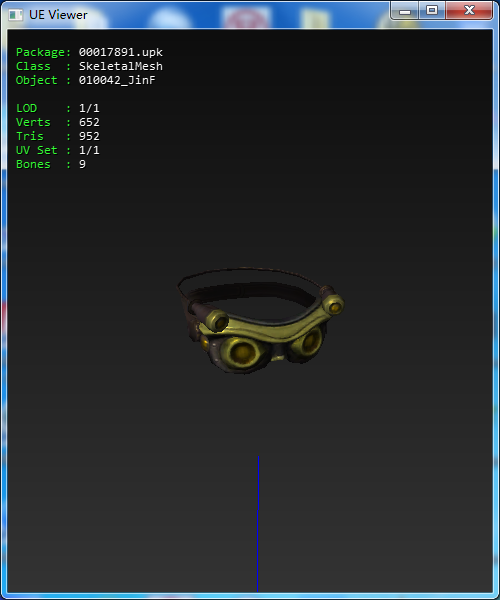 UE Viewer
Package: 00017891.upk
Class : SkeletalMesh
Object : 010042_JinF
LOD : 1/1
Verts : 652
Tris : 952
UV Set : 1/1
Bones : 9